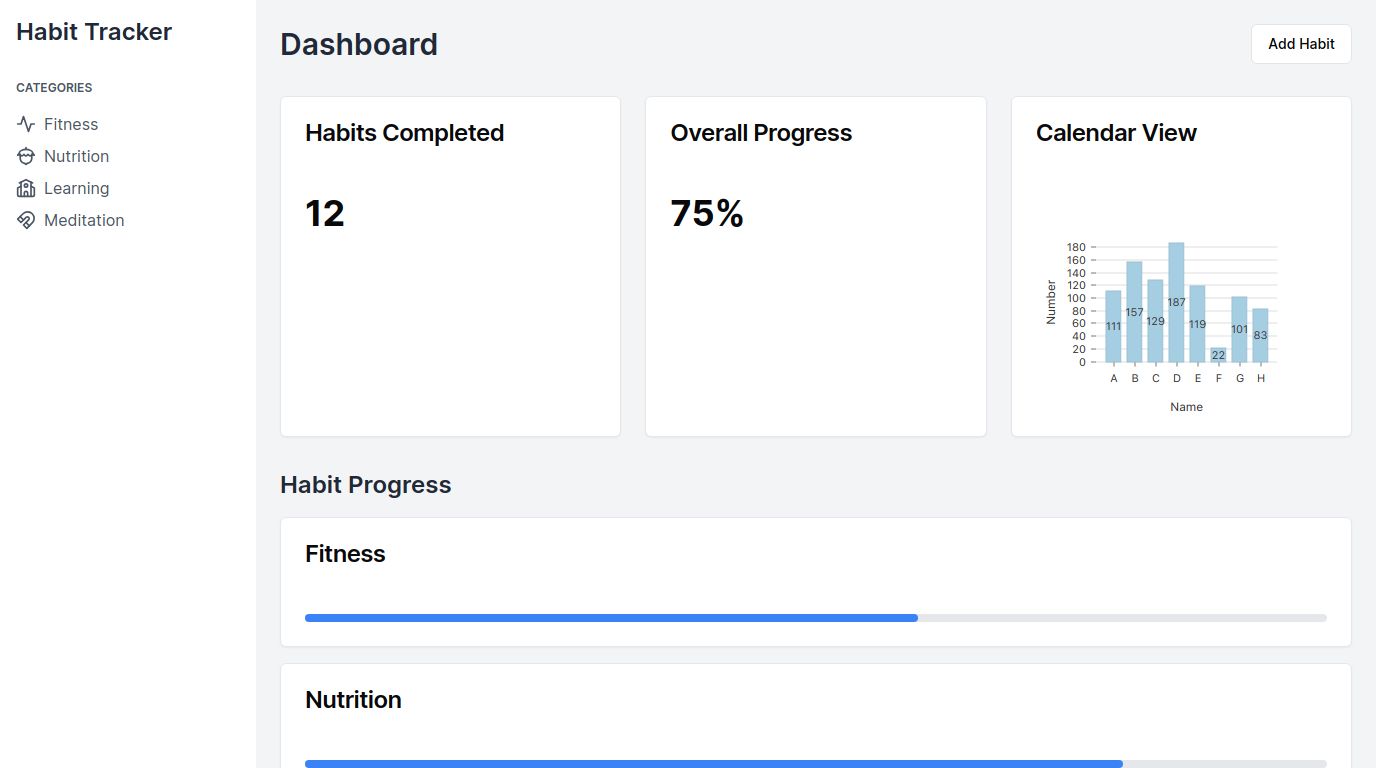 Habit Tracker
CATEGORIES
Fitness
Nutrition
Learning
Meditation
Dashboard
Add Habit
Habits Completed
12
Overall Progress
75%
Calendar View
180
160
140
120
100
80
60
40
20
0
Number
111
157
129
187
119
22
101
83
A B C D E F G H
Name
Habit Progress
Fitness
Nutrition